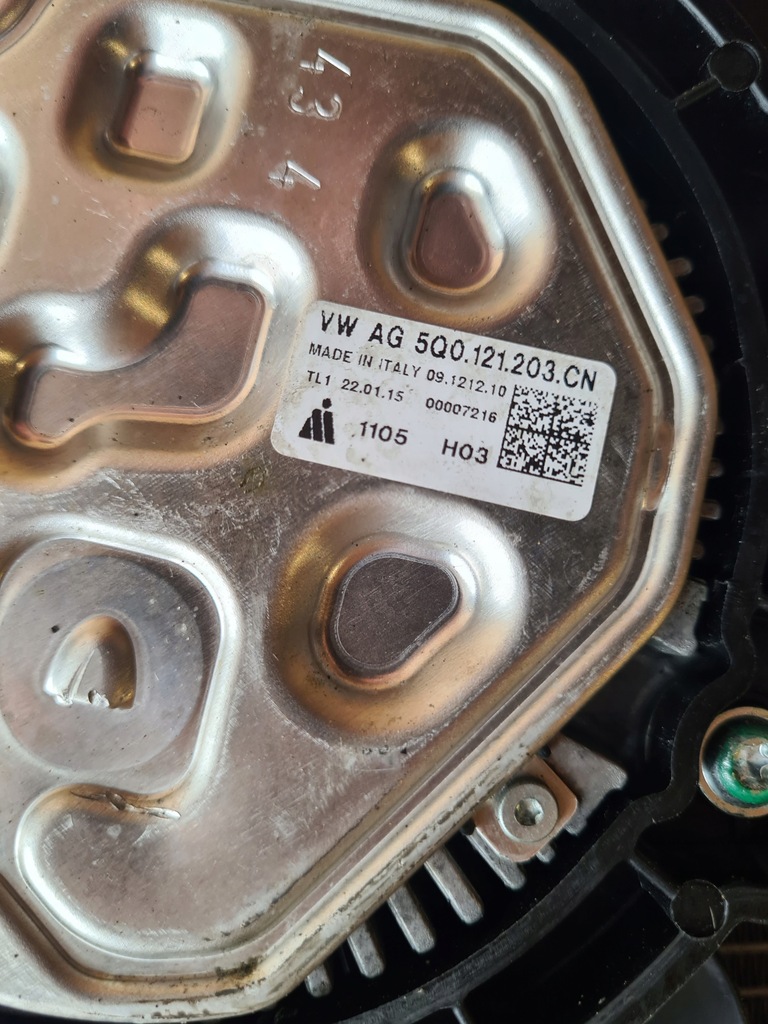 43 4
VW AG 5Q0.121.203.CN
MADE IN ITALY 09.1212.10
TL1 22.01.15 00007216
1105 H03